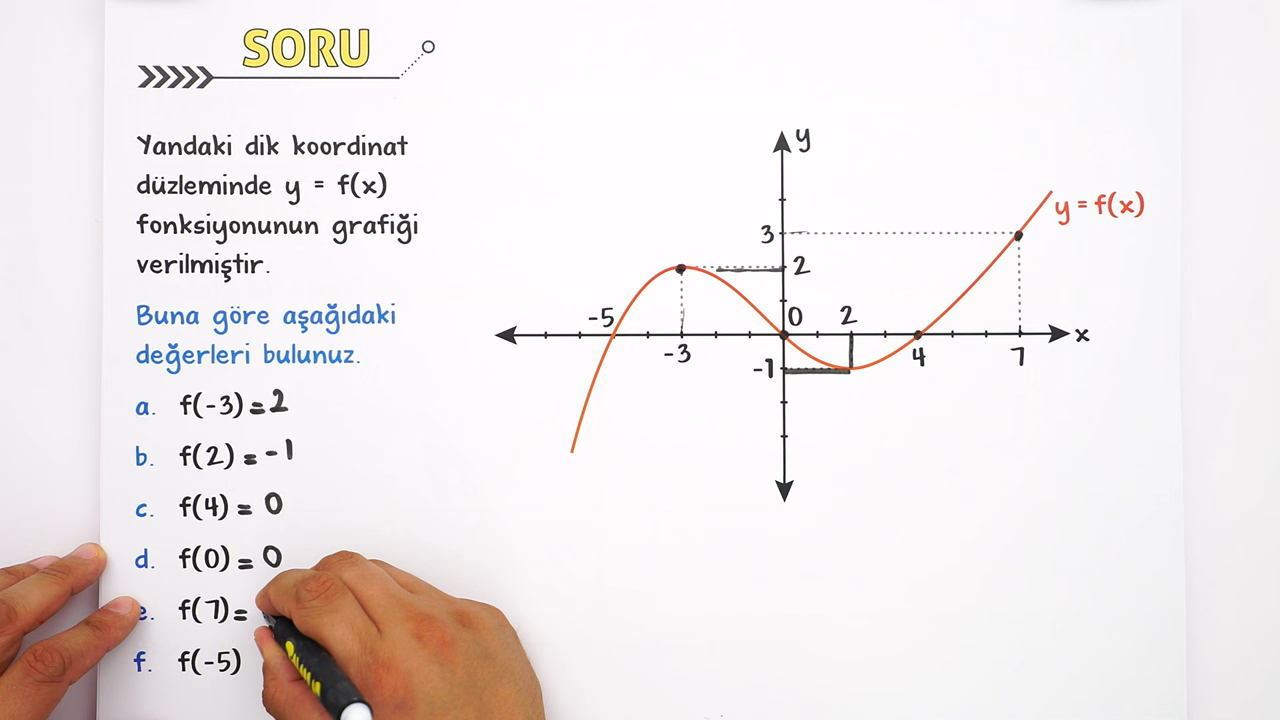 SORU
Yandaki dik koordinat
düzleminde y = f(x)
fonksiyonunun grafiği
verilmiştir.
Buna göre aşağıdaki
değerleri bulunuz.
a. f(-3) = 2
b. f(2) = -1
c. f(4) = 0
d. f(0) = 0
e. f(7) =
f. f(-5)
y
y = f(x)
3
2
-5
0
2
x
-3
4
7
-1